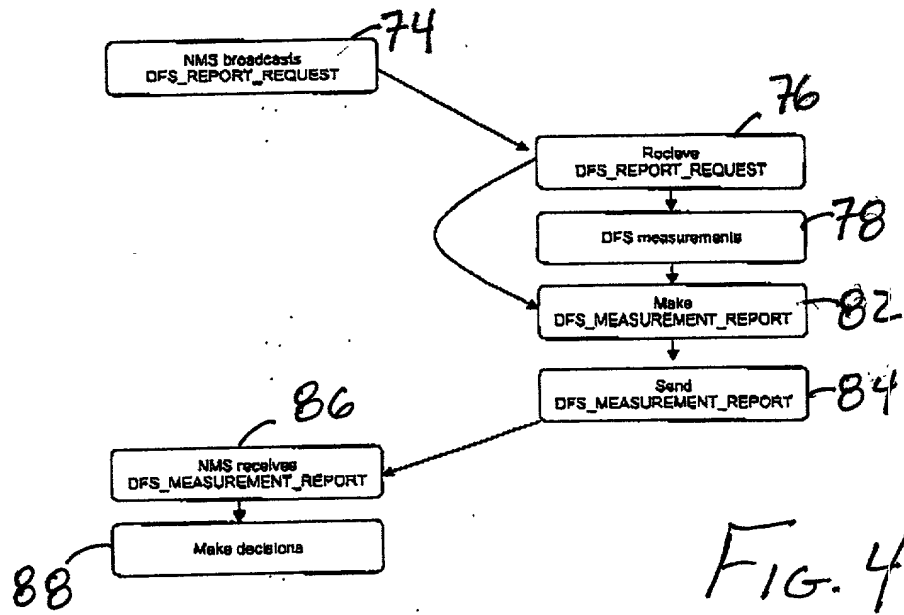 74
NMS broadcasts
DFS_REPORT_REQUEST
76
Recieve
DFS_REPORT_REQUEST
78
DFS measurements
82
Make
DFS_MEASUREMENT_REPORT
84
Send
DFS_MEASUREMENT_REPORT
86
NMS receives
DFS_MEASUREMENT_REPORT
88
Make decisions
FIG. 4